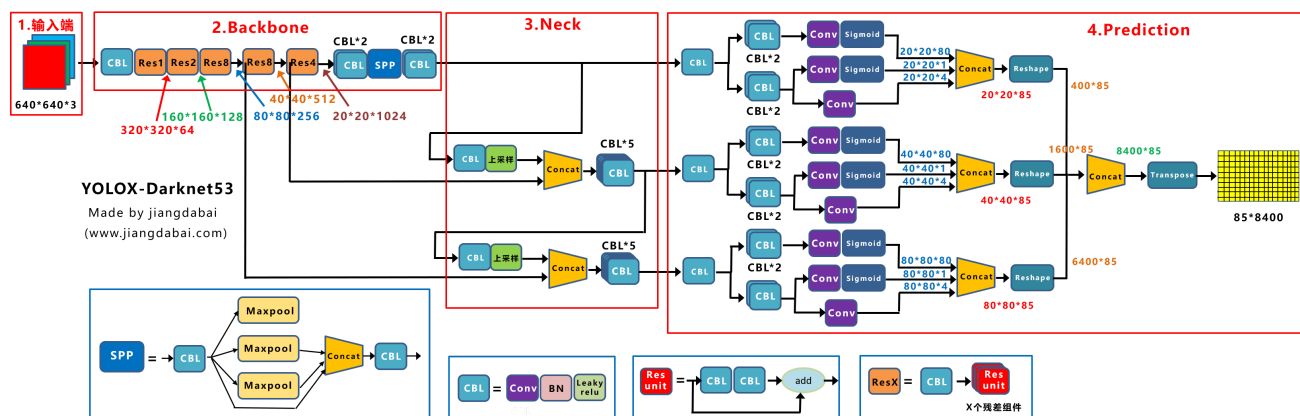 1.输入端
640*640*3
2.Backbone
CBL
Res1
Res2
Res8
Res8
Res4
CBL*2
CBL
SPP
CBL*2
CBL
320*320*64
160*160*128
80*80*256
40*40*512
20*20*1024
YOLOX-Darknet53
Made by jiangdabai
(www.jiangdabai.com)
3.Neck
CBL
上采样
Concat
CBL*5
CBL
CBL
上采样
Concat
CBL*5
CBL
4.Prediction
CBL
CBL
CBL*2
CBL
CBL*2
Conv
Sigmoid
Conv
Sigmoid
Conv
20*20*80
20*20*1
20*20*4
Concat
20*20*85
Reshape
400*85
CBL
CBL
CBL*2
CBL
CBL*2
Conv
Sigmoid
Conv
Sigmoid
Conv
40*40*80
40*40*1
40*40*4
Concat
40*40*85
Reshape
1600*85
CBL
CBL
CBL*2
CBL
Conv
Sigmoid
Conv
Sigmoid
Conv
80*80*80
80*80*1
80*80*4
Concat
80*80*85
Reshape
6400*85
Concat
8400*85
Transpose
85*8400
SPP
=
CBL
Maxpool
Maxpool
Maxpool
Concat
CBL
CBL
=
Conv
BN
Leaky
relu
Res
unit
=
CBL
CBL
add
ResX
=
CBL
Res
unit
X个残差组件